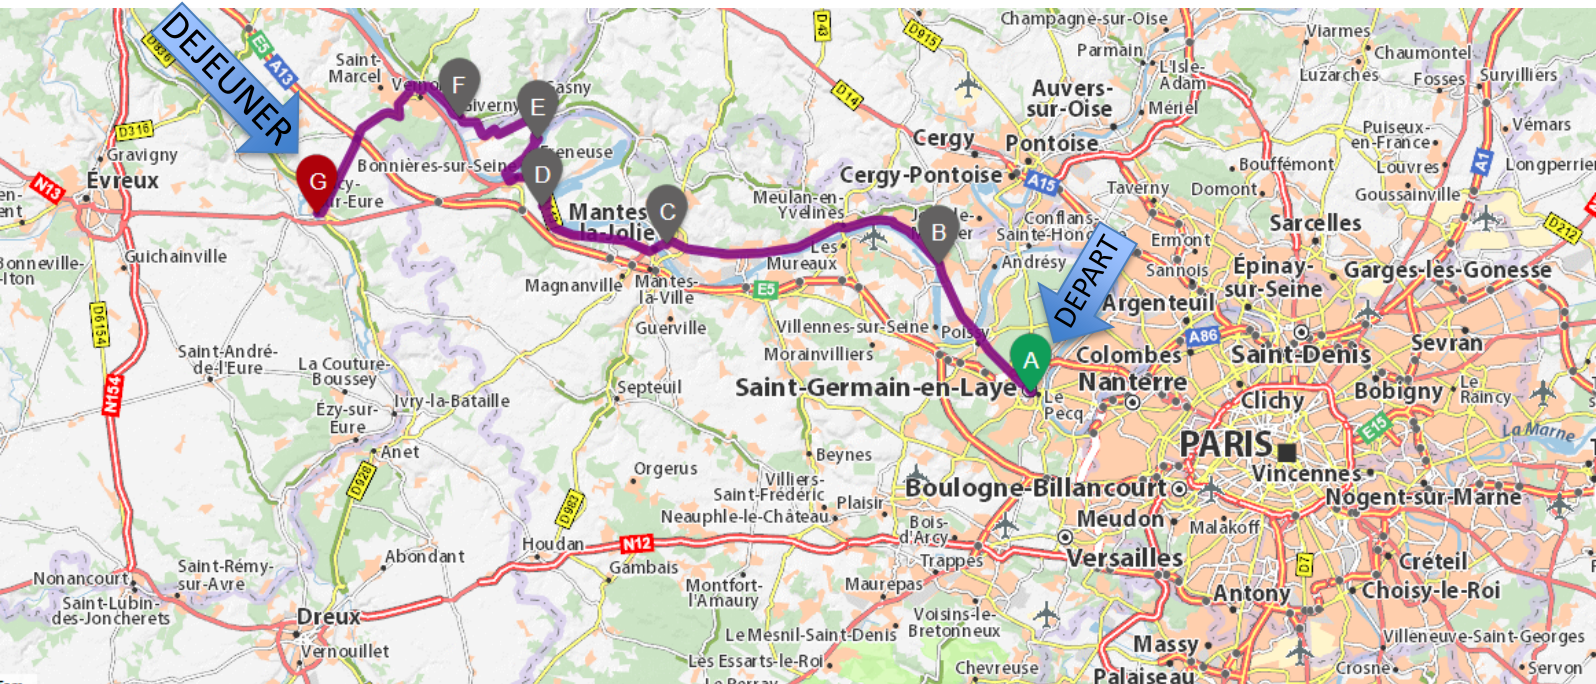 Champagne-sur-Oise
D43
D915
Viarmes
DEJEUNER
D836
E5
A13
Saint-
Marcel
Parmain
L'Isle-
Adam
Chaumontel
Luzarches
Fosses
Survilliers
F
E
D14
Auvers-
sur-Oise
Mériel
D316
Gravigny
Évreux
N13
Cergy
Pontoise
Puiseux-
en-France
Vémars
A1
Bonnières-sur-Seine
D
G
Cergy-Pontoise
A15
Taverny
Bouffémont
Domont
Louvres
Goussainville
Mantes-
la-Jolie
C
Meulan-en-
Yvelines
B
Conflans-
Sarcelles
D212
Guichainville
Les
Mureaux
Andrésy
DEPART
Ermont
Sannois
Épinay-
sur-Seine
Garges-lès-Gonesse
Magnanville
Mantes-
la-Ville
E5
Argenteuil
D6154
Guerville
Villennes-sur-Seine
Poissy
A86
Saint-André-
de-l'Eure
La Couture-
Boussey
Morainvilliers
A
Colombes
Saint-Denis
Sevran
N154
Septeuil
Saint-Germain-en-Laye
Le
Pecq
Nanterre
Clichy
Bobigny
Le
Raincy
Ivry-la-Bataille
Ézy-sur-
Eure
E15
La Marne
Anet
Beynes
PARIS
D928
Orgerus
Villiers-
Saint-Frédéric
Vincennes
D983
Neauphle-le-Château
Plaisir
Boulogne-Billancourt
Nogent-sur-Marne
Bois-
d'Arcy
Meudon
Malakoff
Houdan
N12
Abondant
Gambais
Trappes
Versailles
D7
Créteil
Nonancourt
Saint-Rémy-
sur-Avre
Montfort-
l'Amaury
Maurepas
Antony
Choisy-le-Roi
Saint-Lubin-
des-Joncherets
Dreux
Voisins-le-
Bretonneux
Le Mesnil-Saint-Denis
Villeneuve-Saint-Georges
Vernouillet
Les Essarts-le-Roi
Chevreuse
Massy
Palaiseau
Crosne
Servon